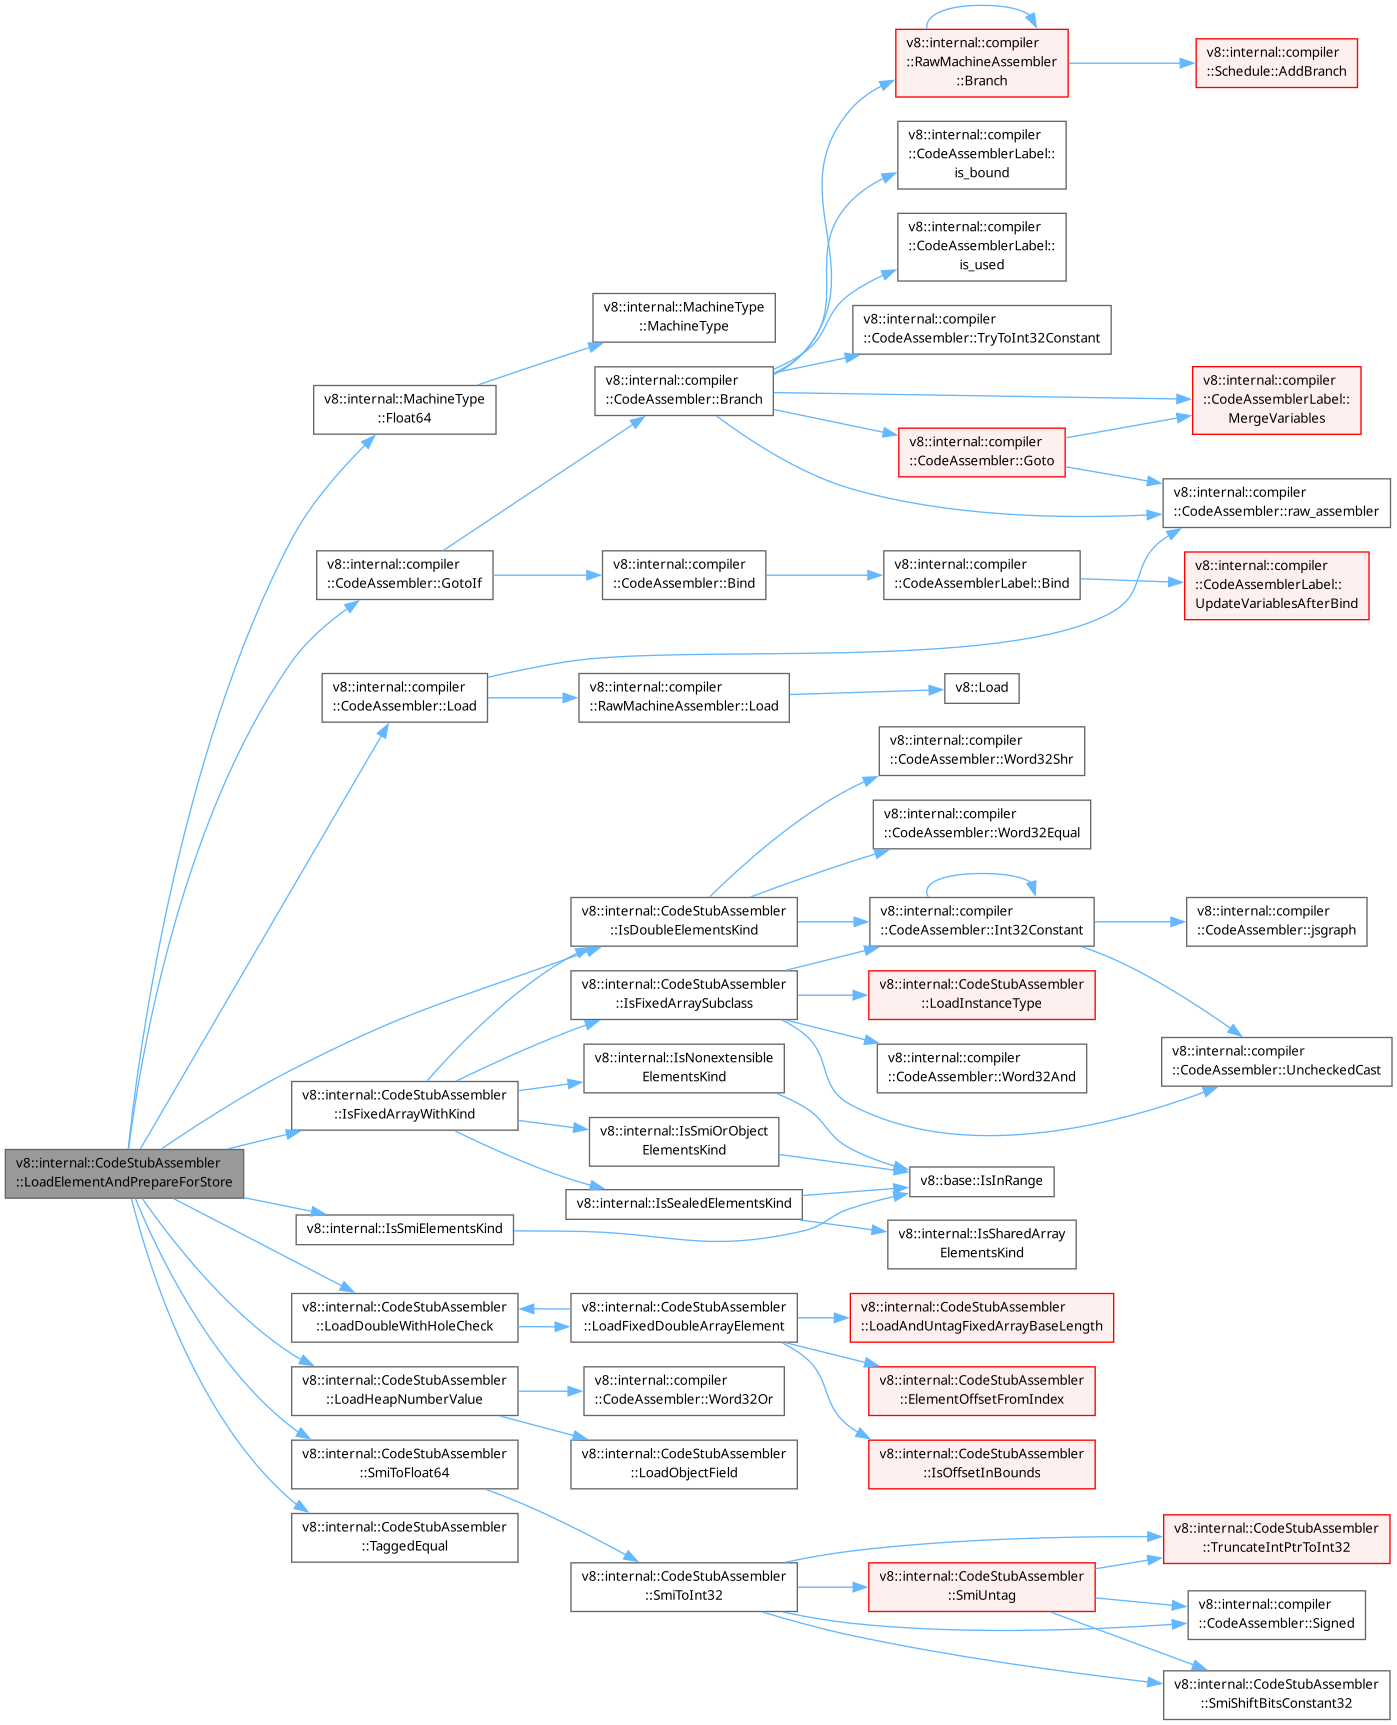 v8::internal::compiler
::RawMachineAssembler
::Branch
v8::internal::compiler
::Schedule::AddBranch
v8::internal::compiler
::CodeAssemblerLabel::
is_bound
v8::internal::compiler
::CodeAssemblerLabel::
is_used
v8::internal::MachineType
::MachineType
v8::internal::compiler
::CodeAssembler::TryToInt32Constant
v8::internal::compiler
::CodeAssembler::Branch
v8::internal::compiler
::CodeAssemblerLabel::
MergeVariables
v8::internal::MachineType
::Float64
v8::internal::compiler
::CodeAssembler::Goto
v8::internal::compiler
::CodeAssembler::raw_assembler
v8::internal::compiler
::CodeAssembler::GotoIf
v8::internal::compiler
::CodeAssembler::Bind
v8::internal::compiler
::CodeAssemblerLabel::Bind
v8::internal::compiler
::CodeAssemblerLabel::
UpdateVariablesAfterBind
v8::internal::compiler
::CodeAssembler::Load
v8::internal::compiler
::RawMachineAssembler::Load
v8::Load
v8::internal::compiler
::CodeAssembler::Word32Shr
v8::internal::compiler
::CodeAssembler::Word32Equal
v8::internal::CodeStubAssembler
::IsDoubleElementsKind
v8::internal::compiler
::CodeAssembler::Int32Constant
v8::internal::compiler
::CodeAssembler::jsgraph
v8::internal::CodeStubAssembler
::IsFixedArraySubclass
v8::internal::CodeStubAssembler
::LoadInstanceType
v8::internal::IsNonextensible
ElementsKind
v8::internal::compiler
::CodeAssembler::Word32And
v8::internal::compiler
::CodeAssembler::UncheckedCast
v8::internal::CodeStubAssembler
::IsFixedArrayWithKind
v8::internal::IsSmiOrObject
ElementsKind
v8::internal::CodeStubAssembler
::LoadElementAndPrepareForStore
v8::base::IsInRange
v8::internal::IsSealedElementsKind
v8::internal::IsSmiElementsKind
v8::internal::IsSharedArray
ElementsKind
v8::internal::CodeStubAssembler
::LoadDoubleWithHoleCheck
v8::internal::CodeStubAssembler
::LoadFixedDoubleArrayElement
v8::internal::CodeStubAssembler
::LoadAndUntagFixedArrayBaseLength
v8::internal::CodeStubAssembler
::LoadHeapNumberValue
v8::internal::compiler
::CodeAssembler::Word32Or
v8::internal::CodeStubAssembler
::ElementOffsetFromIndex
v8::internal::CodeStubAssembler
::SmiToFloat64
v8::internal::CodeStubAssembler
::LoadObjectField
v8::internal::CodeStubAssembler
::IsOffsetInBounds
v8::internal::CodeStubAssembler
::TaggedEqual
v8::internal::CodeStubAssembler
::TruncateIntPtrToInt32
v8::internal::CodeStubAssembler
::SmiToInt32
v8::internal::CodeStubAssembler
::SmiUntag
v8::internal::compiler
::CodeAssembler::Signed
v8::internal::CodeStubAssembler
::SmiShiftBitsConstant32